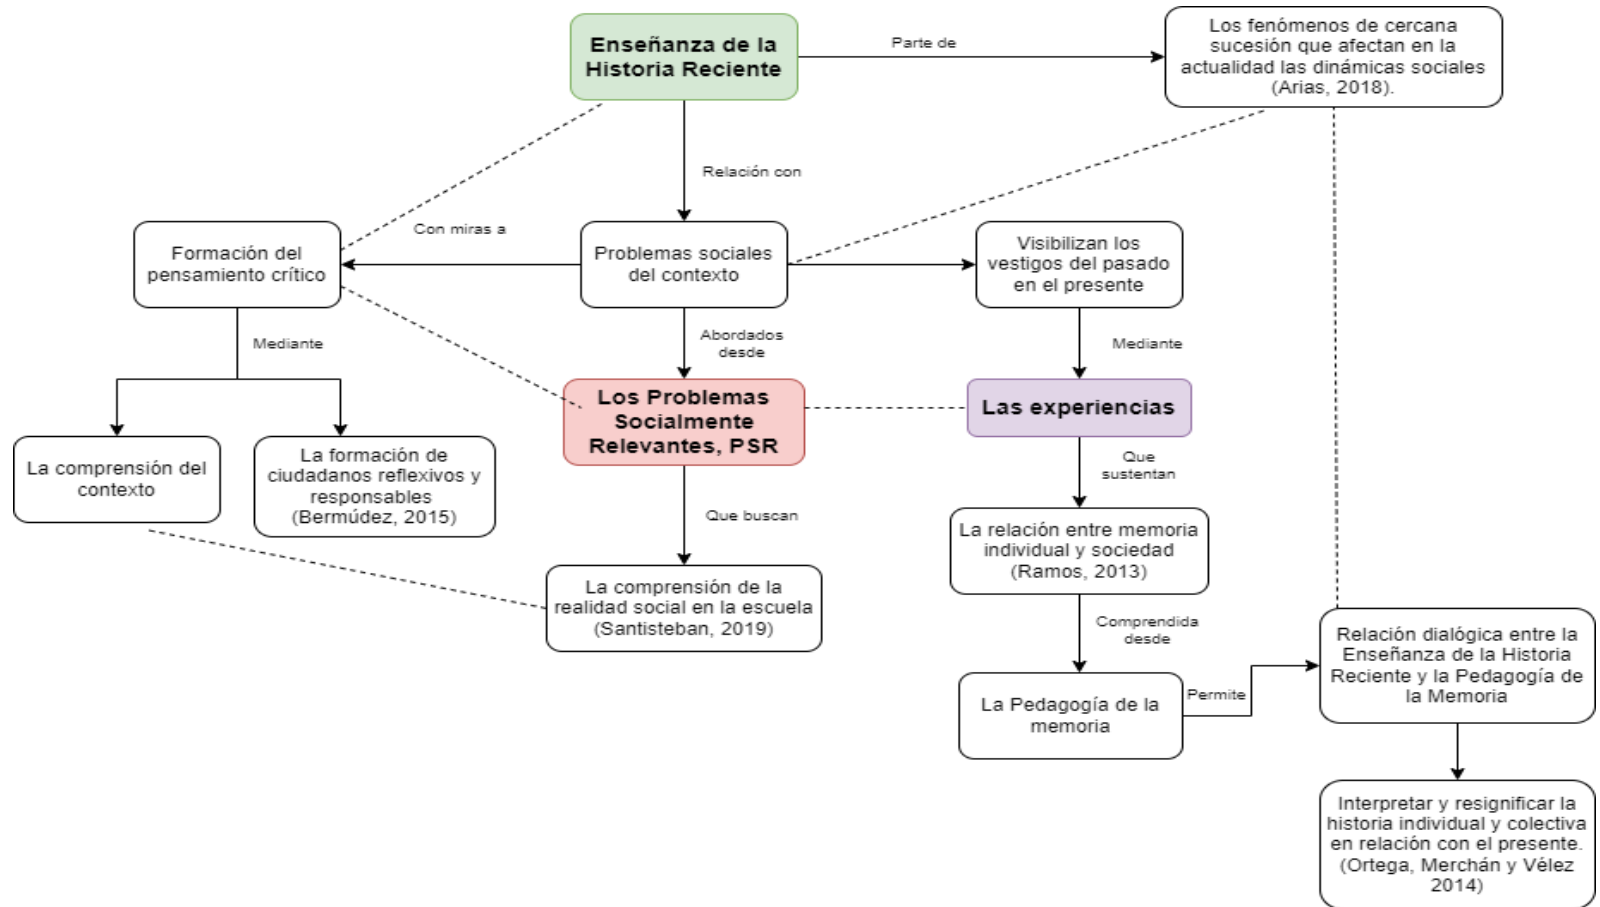 Enseñanza de la
Historia Reciente
Parte de
Los fenómenos de cercana
sucesión que afectan en la
actualidad las dinámicas sociales
(Arias, 2018).
Relación con
Formación del
pensamiento crítico
Con miras a
Problemas sociales
del contexto
Visibilizan los
vestigos del pasado
en el presente
Mediante
Abordados
desde
Mediante
La comprensión del
contexto
La formación de
ciudadanos reflexivos y
responsables
(Bermúdez, 2015)
Los Problemas
Socialmente
Relevantes, PSR
Las experiencias
Que buscan
Que
sustentan
La comprensión de la
realidad social en la escuela
(Santisteban, 2019)
La relación entre memoria
individual y sociedad
(Ramos, 2013)
Comprendida
desde
La Pedagogía de la
memoria
Permite
Relación dialógica entre la
Enseñanza de la Historia
Reciente y la Pedagogía de
la Memoria
Interpretar y resignificar la
historia individual y colectiva
en relación con el presente.
(Ortega, Merchán y Vélez
2014)